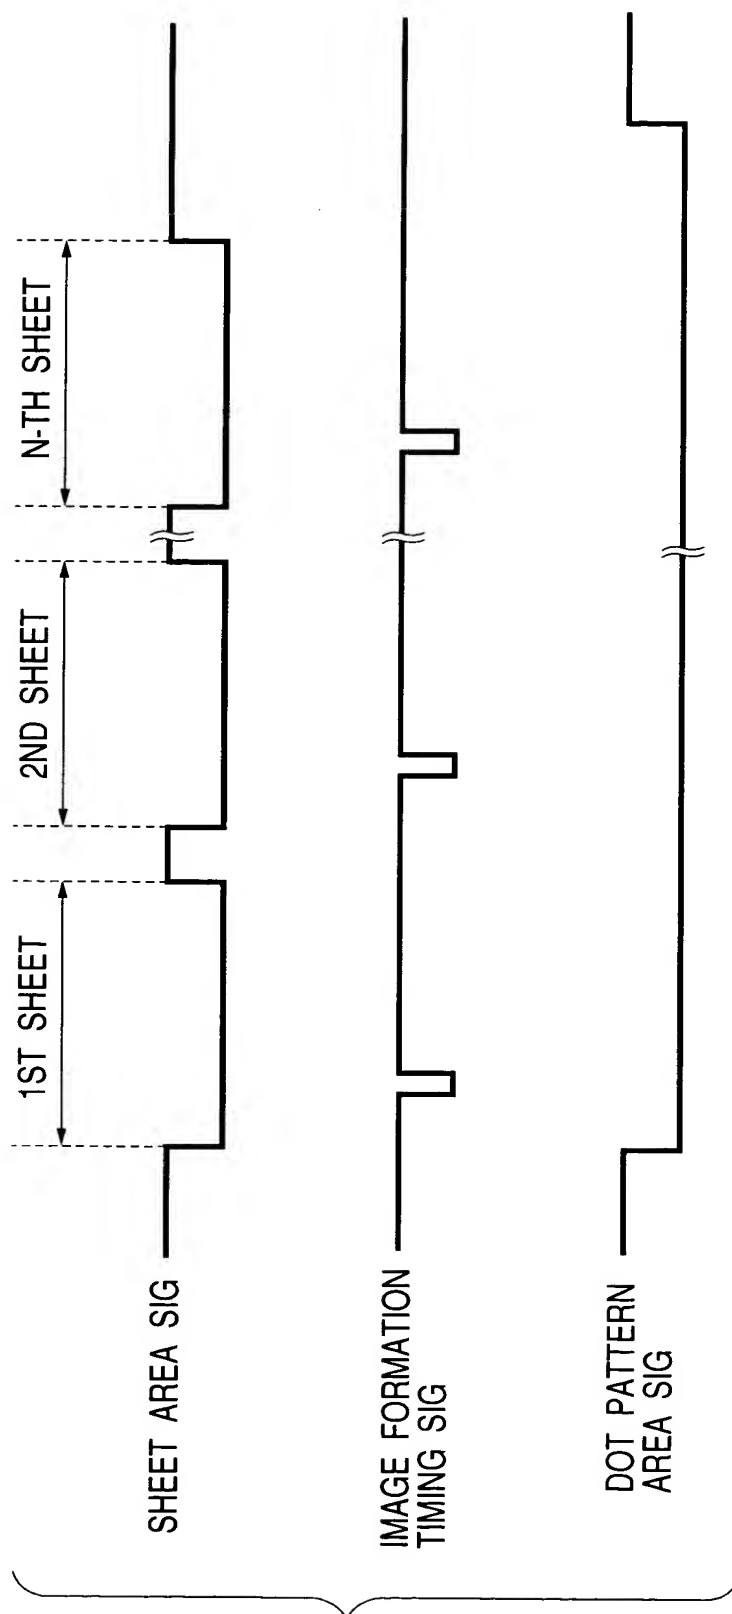 1ST SHEET
2ND SHEET
N-TH SHEET
SHEET AREA SIG
IMAGE FORMATION
TIMING SIG
DOT PATTERN
AREA SIG